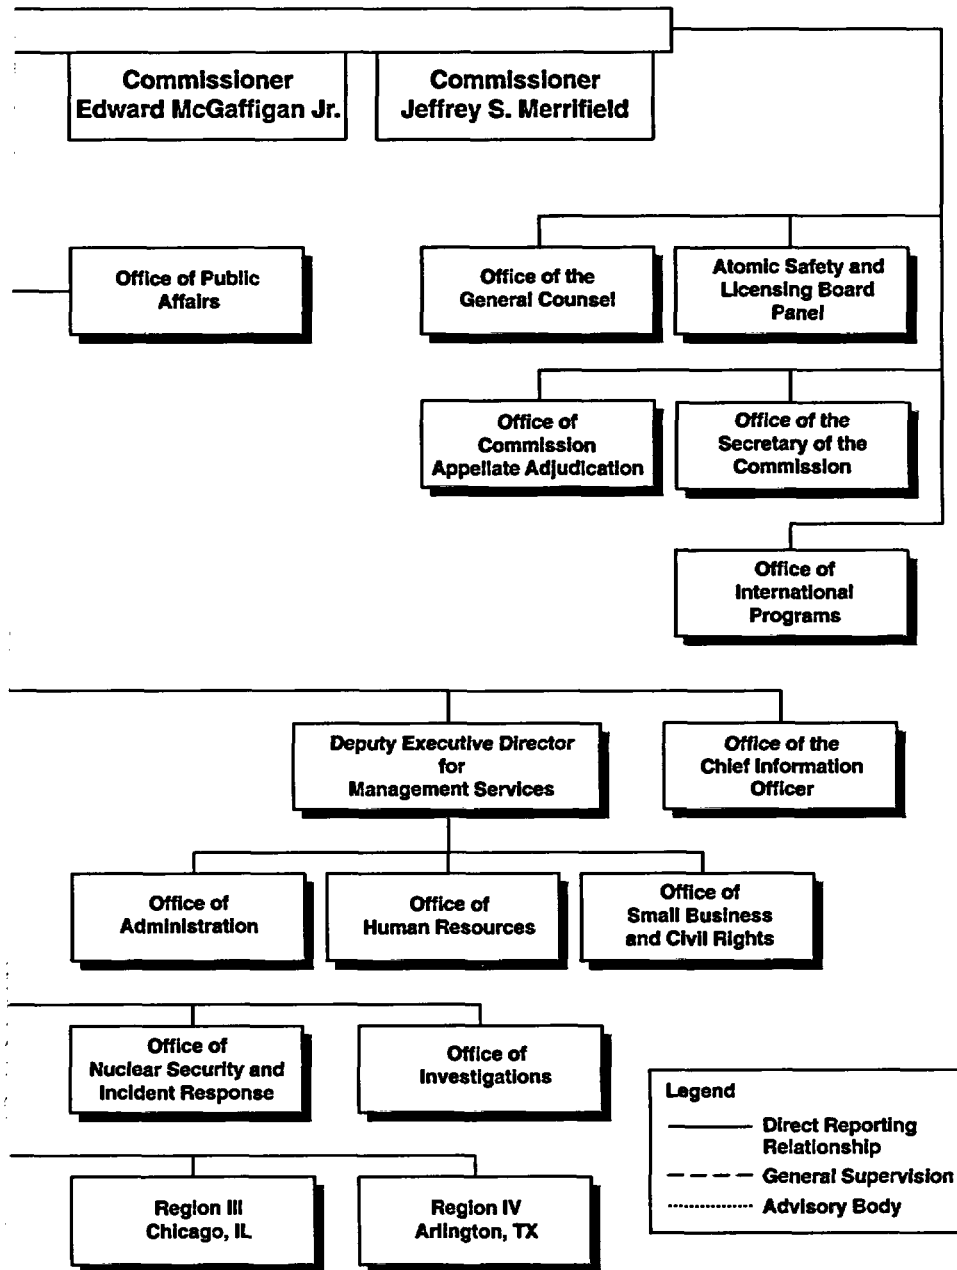 Commissioner
Edward McGaffigan Jr.
Commissioner
Jeffrey S. Merrifield
Office of Public
Affairs
Office of the
General Counsel
Atomic Safety and
Licensing Board
Panel
Office of
Commission
Appellate Adjudication
Office of the
Secretary of the
Commission
Office of
International
Programs
Deputy Executive Director
for
Management Services
Office of the
Chief Information
Officer
Office of
Administration
Office of
Human Resources
Office of
Small Business
and Civil Rights
Office of
Nuclear Security and
Incident Response
Office of
Investigations
Region III
Chicago, IL
Region IV
Arlington, TX
Legend
Direct Reporting
Relationship
General Supervision
Advisory Body